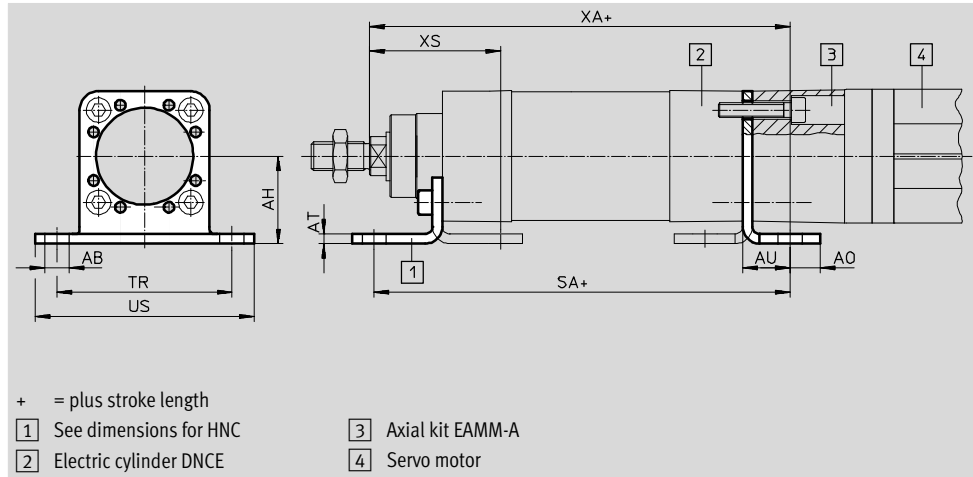 XA+
XS
2
3
4
AH
AT
AB
TR
US
1
AU
AO
SA+
+ = plus stroke length
1 See dimensions for HNC
2 Electric cylinder DNCE
3 Axial kit EAMM-A
4 Servo motor